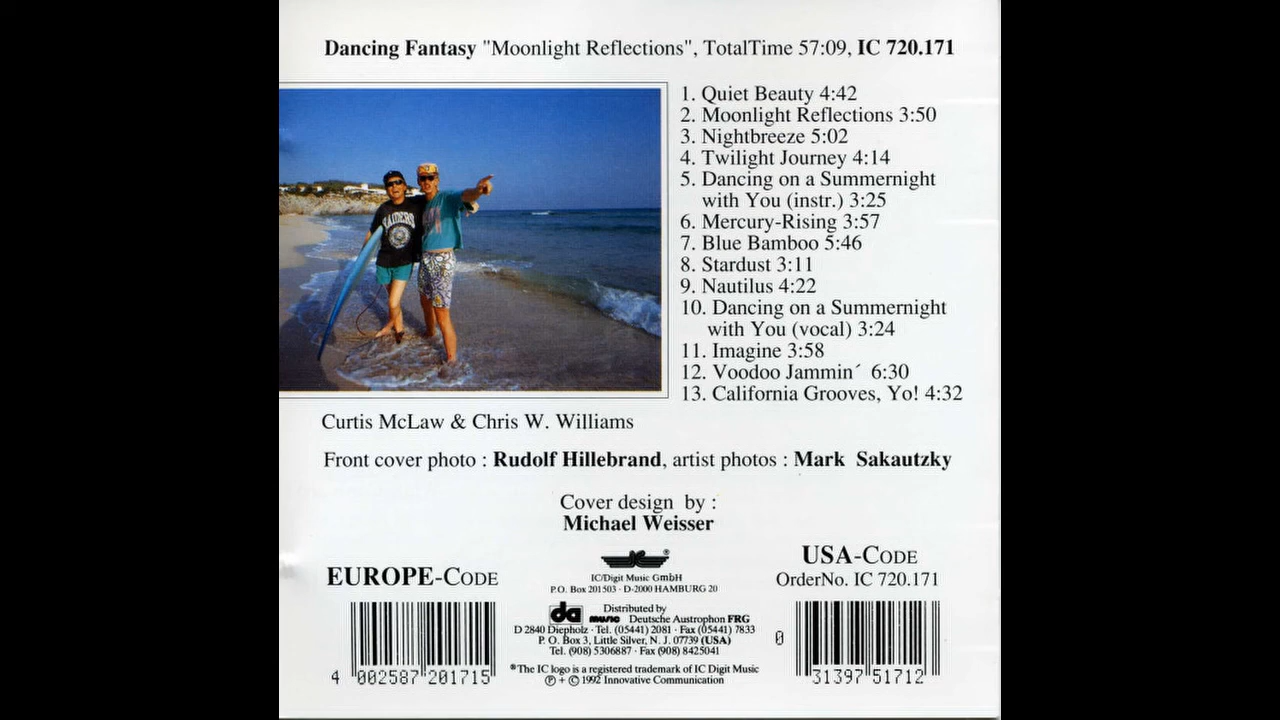 Dancing Fantasy "Moonlight Reflections", TotalTime 57:09, IC 720.171
1. Quiet Beauty 4:42
2. Moonlight Reflections 3:50
3. Nightbreeze 5:02
4. Twilight Journey 4:14
5. Dancing on a Summernight
with You (instr.) 3:25
6. Mercury-Rising 3:57
7. Blue Bamboo 5:46
8. Stardust 3:11
9. Nautilus 4:22
10. Dancing on a Summernight
with You (vocal) 3:24
11. Imagine 3:58
12. Voodoo Jammin´ 6:30
13. California Grooves, Yo! 4:32
RAIDERS
Curtis McLaw & Chris W. Williams
Front cover photo : Rudolf Hillebrand, artist photos : Mark Sakautzky
Cover design by :
Michael Weisser
EUROPE-CODE
4 002587 201715
IC ®
IC/Digit Music GmbH
P.O. Box 201503 · D-2000 HAMBURG 20
da music
Distributed by
Deutsche Austrophon FRG
D 2840 Diepholz · Tel. (05441) 2081 · Fax (05441) 7833
P. O. Box 3, Little Silver, N. J. 07739 (USA)
Tel. (908) 5306887 · Fax (908) 8425041
®The IC logo is a registered trademark of IC Digit Music
℗ + © 1992 Innovative Communication
USA-CODE
OrderNo. IC 720.171
0 31397 51712